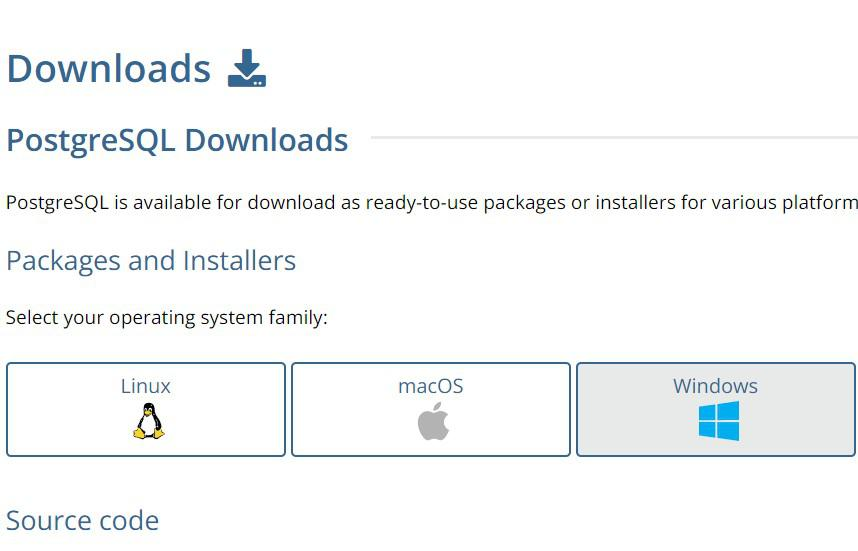 Downloads
PostgreSQL Downloads
PostgreSQL is available for download as ready-to-use packages or installers for various platform
Packages and Installers
Select your operating system family:
Linux
macOS
Windows
Source code